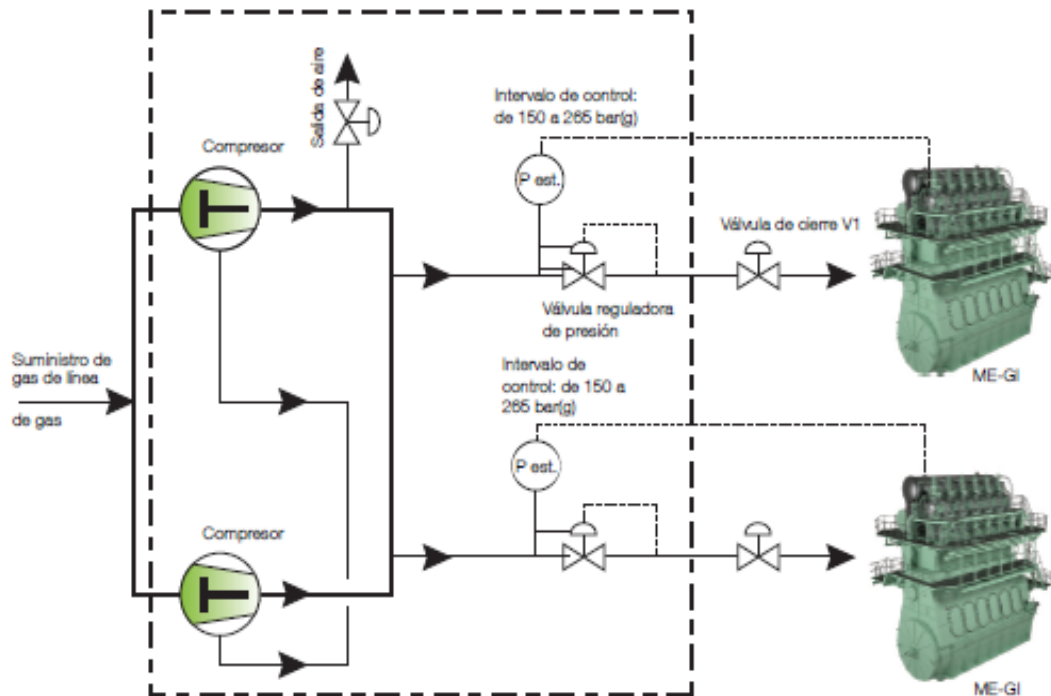 Salida de aire
Compresor
Intervalo de control:
de 150 a 265 bar(g)
P est.
Válvula de cierre V1
Válvula reguladora
de presión
ME-GI
Suministro de
gas de línea
de gas
Intervalo de
control: de 150 a
265 bar(g)
P est.
Compresor
ME-GI